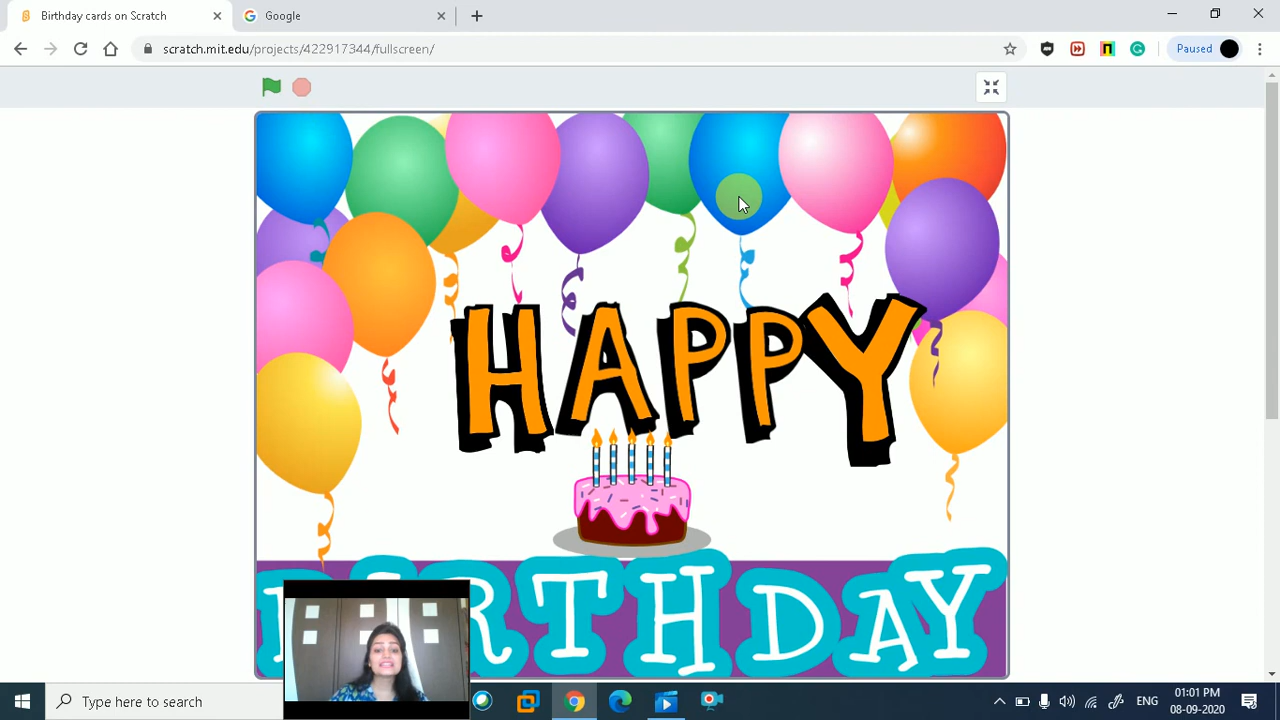 Birthday cards on Scratch
Google
scratch.mit.edu/projects/422917344/fullscreen/
Paused
HAPPY
BIRTHDAY
Type here to search
ENG
01:01 PM
08-09-2020